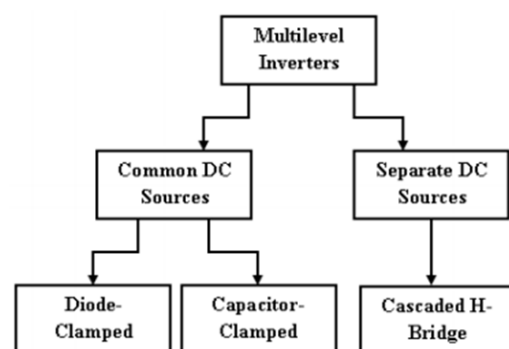 Multilevel
Inverters
Common DC
Sources
Separate DC
Sources
Diode-
Clamped
Capacitor-
Clamped
Cascaded H-
Bridge